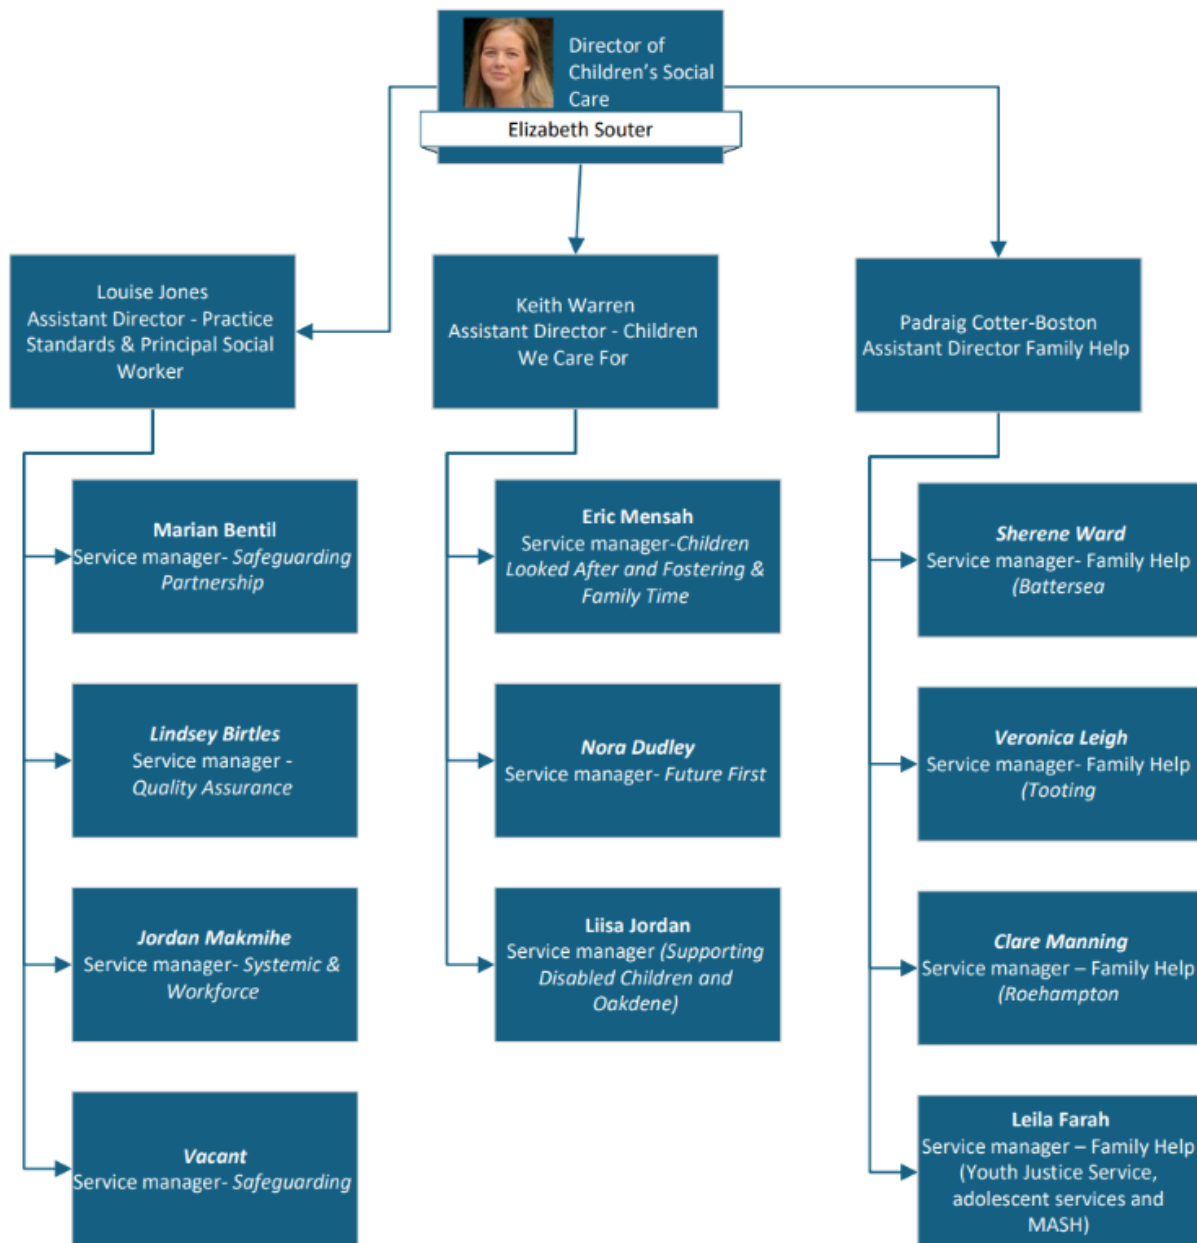 Director of
Children’s Social
Care
Elizabeth Souter
Louise Jones
Assistant Director - Practice
Standards & Principal Social
Worker
Keith Warren
Assistant Director - Children
We Care For
Padraig Cotter-Boston
Assistant Director Family Help
Marian Bentil
Service manager- Safeguarding
Partnership
Lindsey Birtles
Service manager -
Quality Assurance
Jordan Makmihe
Service manager- Systemic &
Workforce
Vacant
Service manager- Safeguarding
Eric Mensah
Service manager-Children
Looked After and Fostering &
Family Time
Nora Dudley
Service manager- Future First
Liisa Jordan
Service manager (Supporting
Disabled Children and
Oakdene)
Sherene Ward
Service manager- Family Help
(Battersea
Veronica Leigh
Service manager- Family Help
(Tooting
Clare Manning
Service manager – Family Help
(Roehampton
Leila Farah
Service manager – Family Help
(Youth Justice Service,
adolescent services and
MASH)